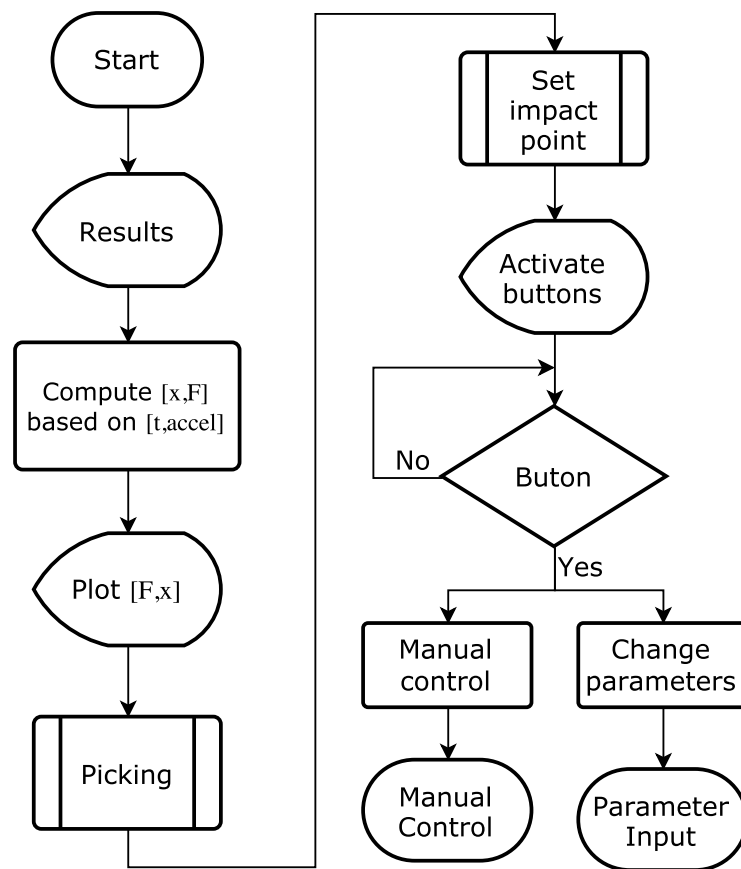 Start
Results
Compute [x,F]
based on [t,accel]
Plot [F,x]
Picking
Set
impact
point
Activate
buttons
Buton
No
Yes
Manual
control
Change
parameters
Manual
Control
Parameter
Input